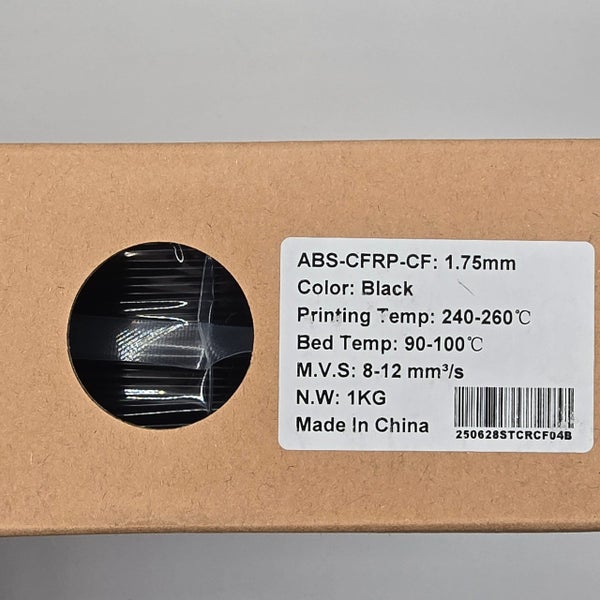 ABS-CFRP-CF: 1.75mm
Color: Black
Printing Temp: 240-260℃
Bed Temp: 90-100℃
M.V.S: 8-12 mm³/s
N.W: 1KG
Made In China
250628STCRCF04B